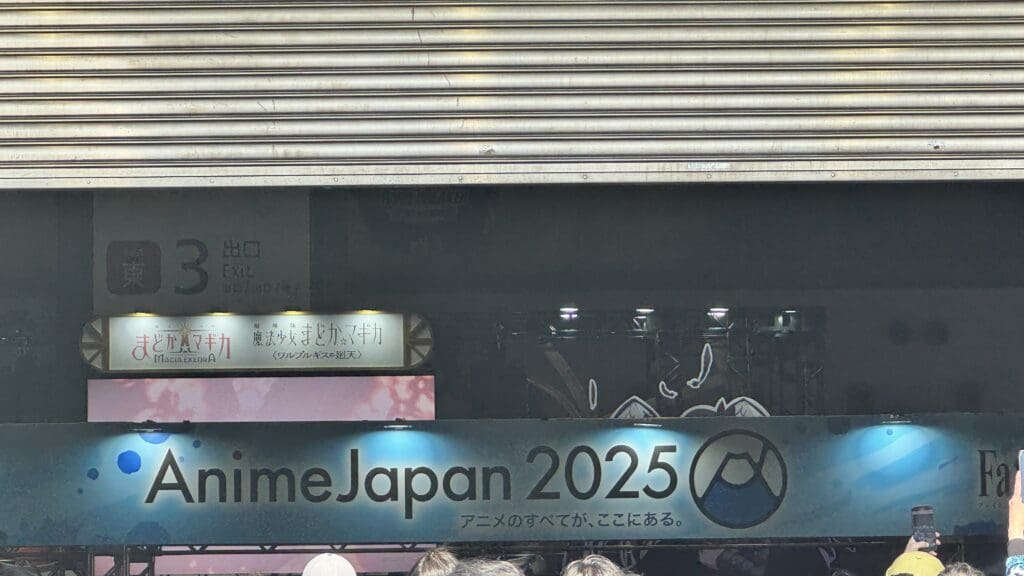 東
3
出口
Exit
まどか☆マギカ
MAGIA EXEDRA
劇場版
魔法少女まどか☆マギカ
〈ワルプルギスの廻天〉
AnimeJapan 2025
アニメのすべてが、ここにある。
Fa